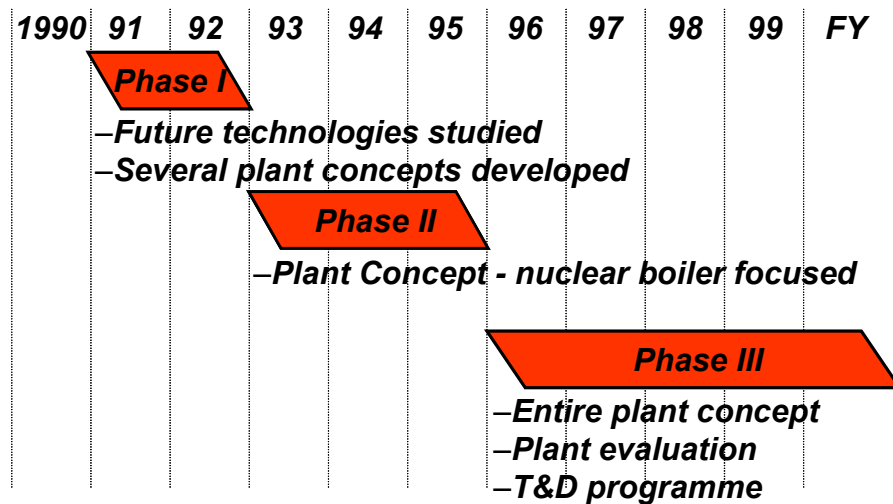 1990 91 92 93 94 95 96 97 98 99 FY
Phase I
–Future technologies studied
–Several plant concepts developed
Phase II
–Plant Concept - nuclear boiler focused
Phase III
–Entire plant concept
–Plant evaluation
–T&D programme